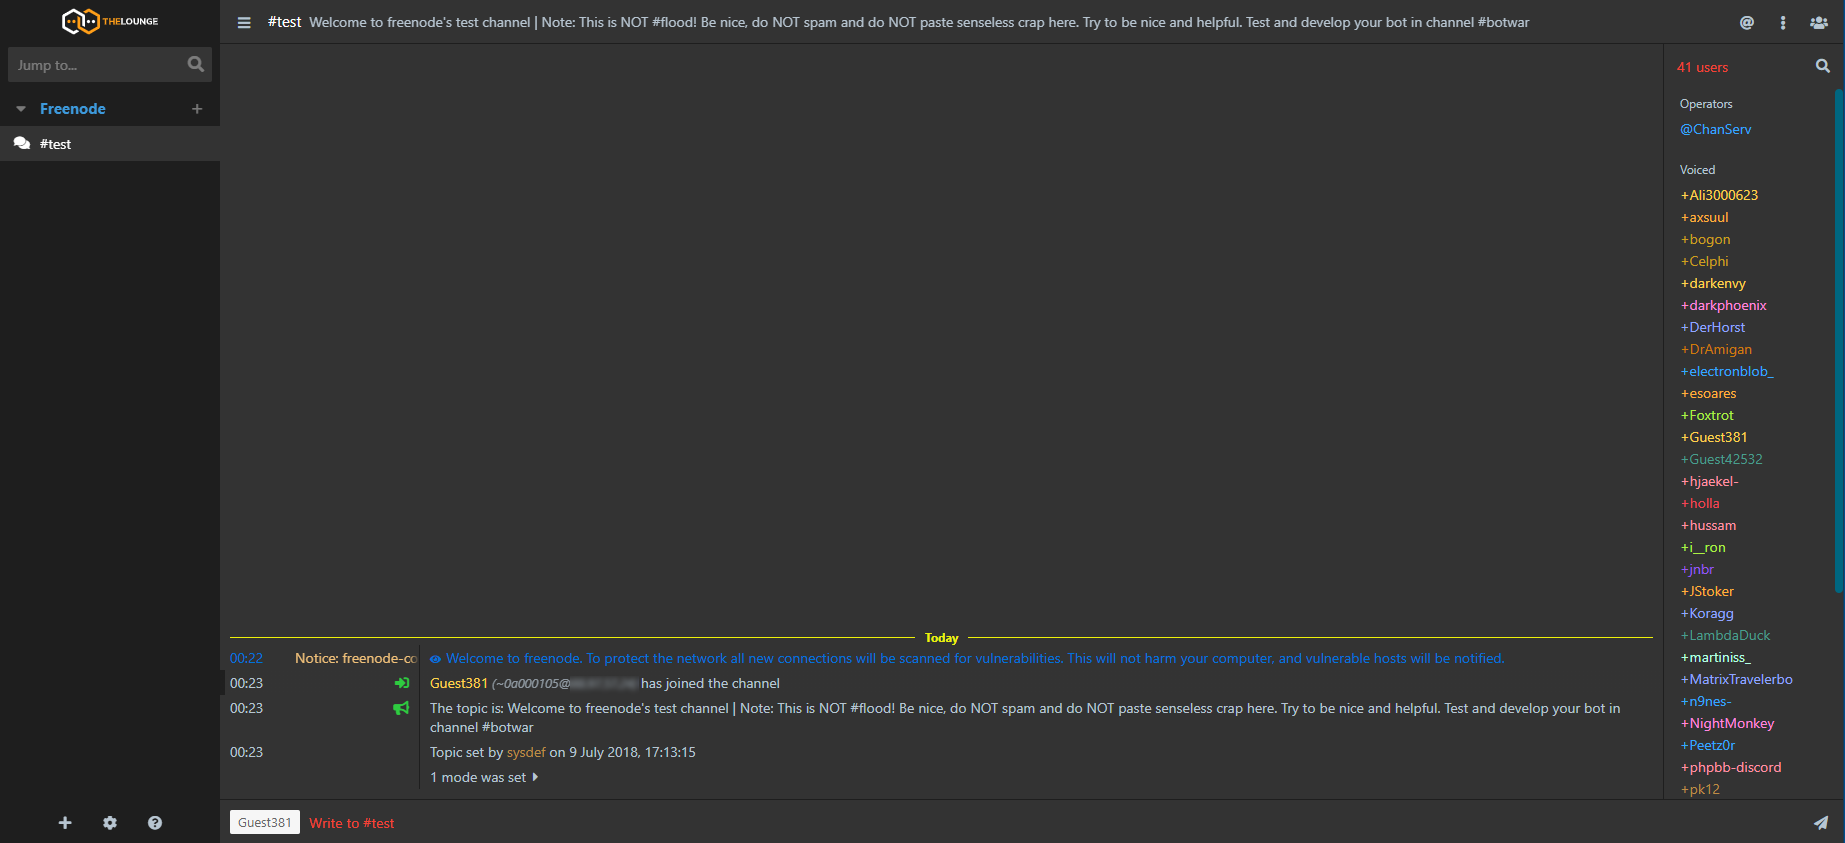 THELOUNGE
Jump to...
Freenode
#test
#test Welcome to freenode's test channel | Note: This is NOT #flood! Be nice, do NOT spam and do NOT paste senseless crap here. Try to be nice and helpful. Test and develop your bot in channel #botwar
Today
00:22 Notice: freenode-co Welcome to freenode. To protect the network all new connections will be scanned for vulnerabilities. This will not harm your computer, and vulnerable hosts will be notified.
00:23 Guest381 (~0a000105@ has joined the channel
00:23 The topic is: Welcome to freenode's test channel | Note: This is NOT #flood! Be nice, do NOT spam and do NOT paste senseless crap here. Try to be nice and helpful. Test and develop your bot in
channel #botwar
00:23 Topic set by sysdef on 9 July 2018, 17:13:15
1 mode was set
Guest381 Write to #test
41 users
Operators
@ChanServ
Voiced
+Ali3000623
+axsuul
+bogon
+Celphi
+darkenvy
+darkphoenix
+DerHorst
+DrAmigan
+electronblob_
+esoares
+Foxtrot
+Guest381
+Guest42532
+hjaekel-
+holla
+hussam
+i__ron
+jnbr
+JStoker
+Koragg
+LambdaDuck
+martiniss_
+MatrixTravelerbo
+n9nes-
+NightMonkey
+Peetz0r
+phpbb-discord
+pk12